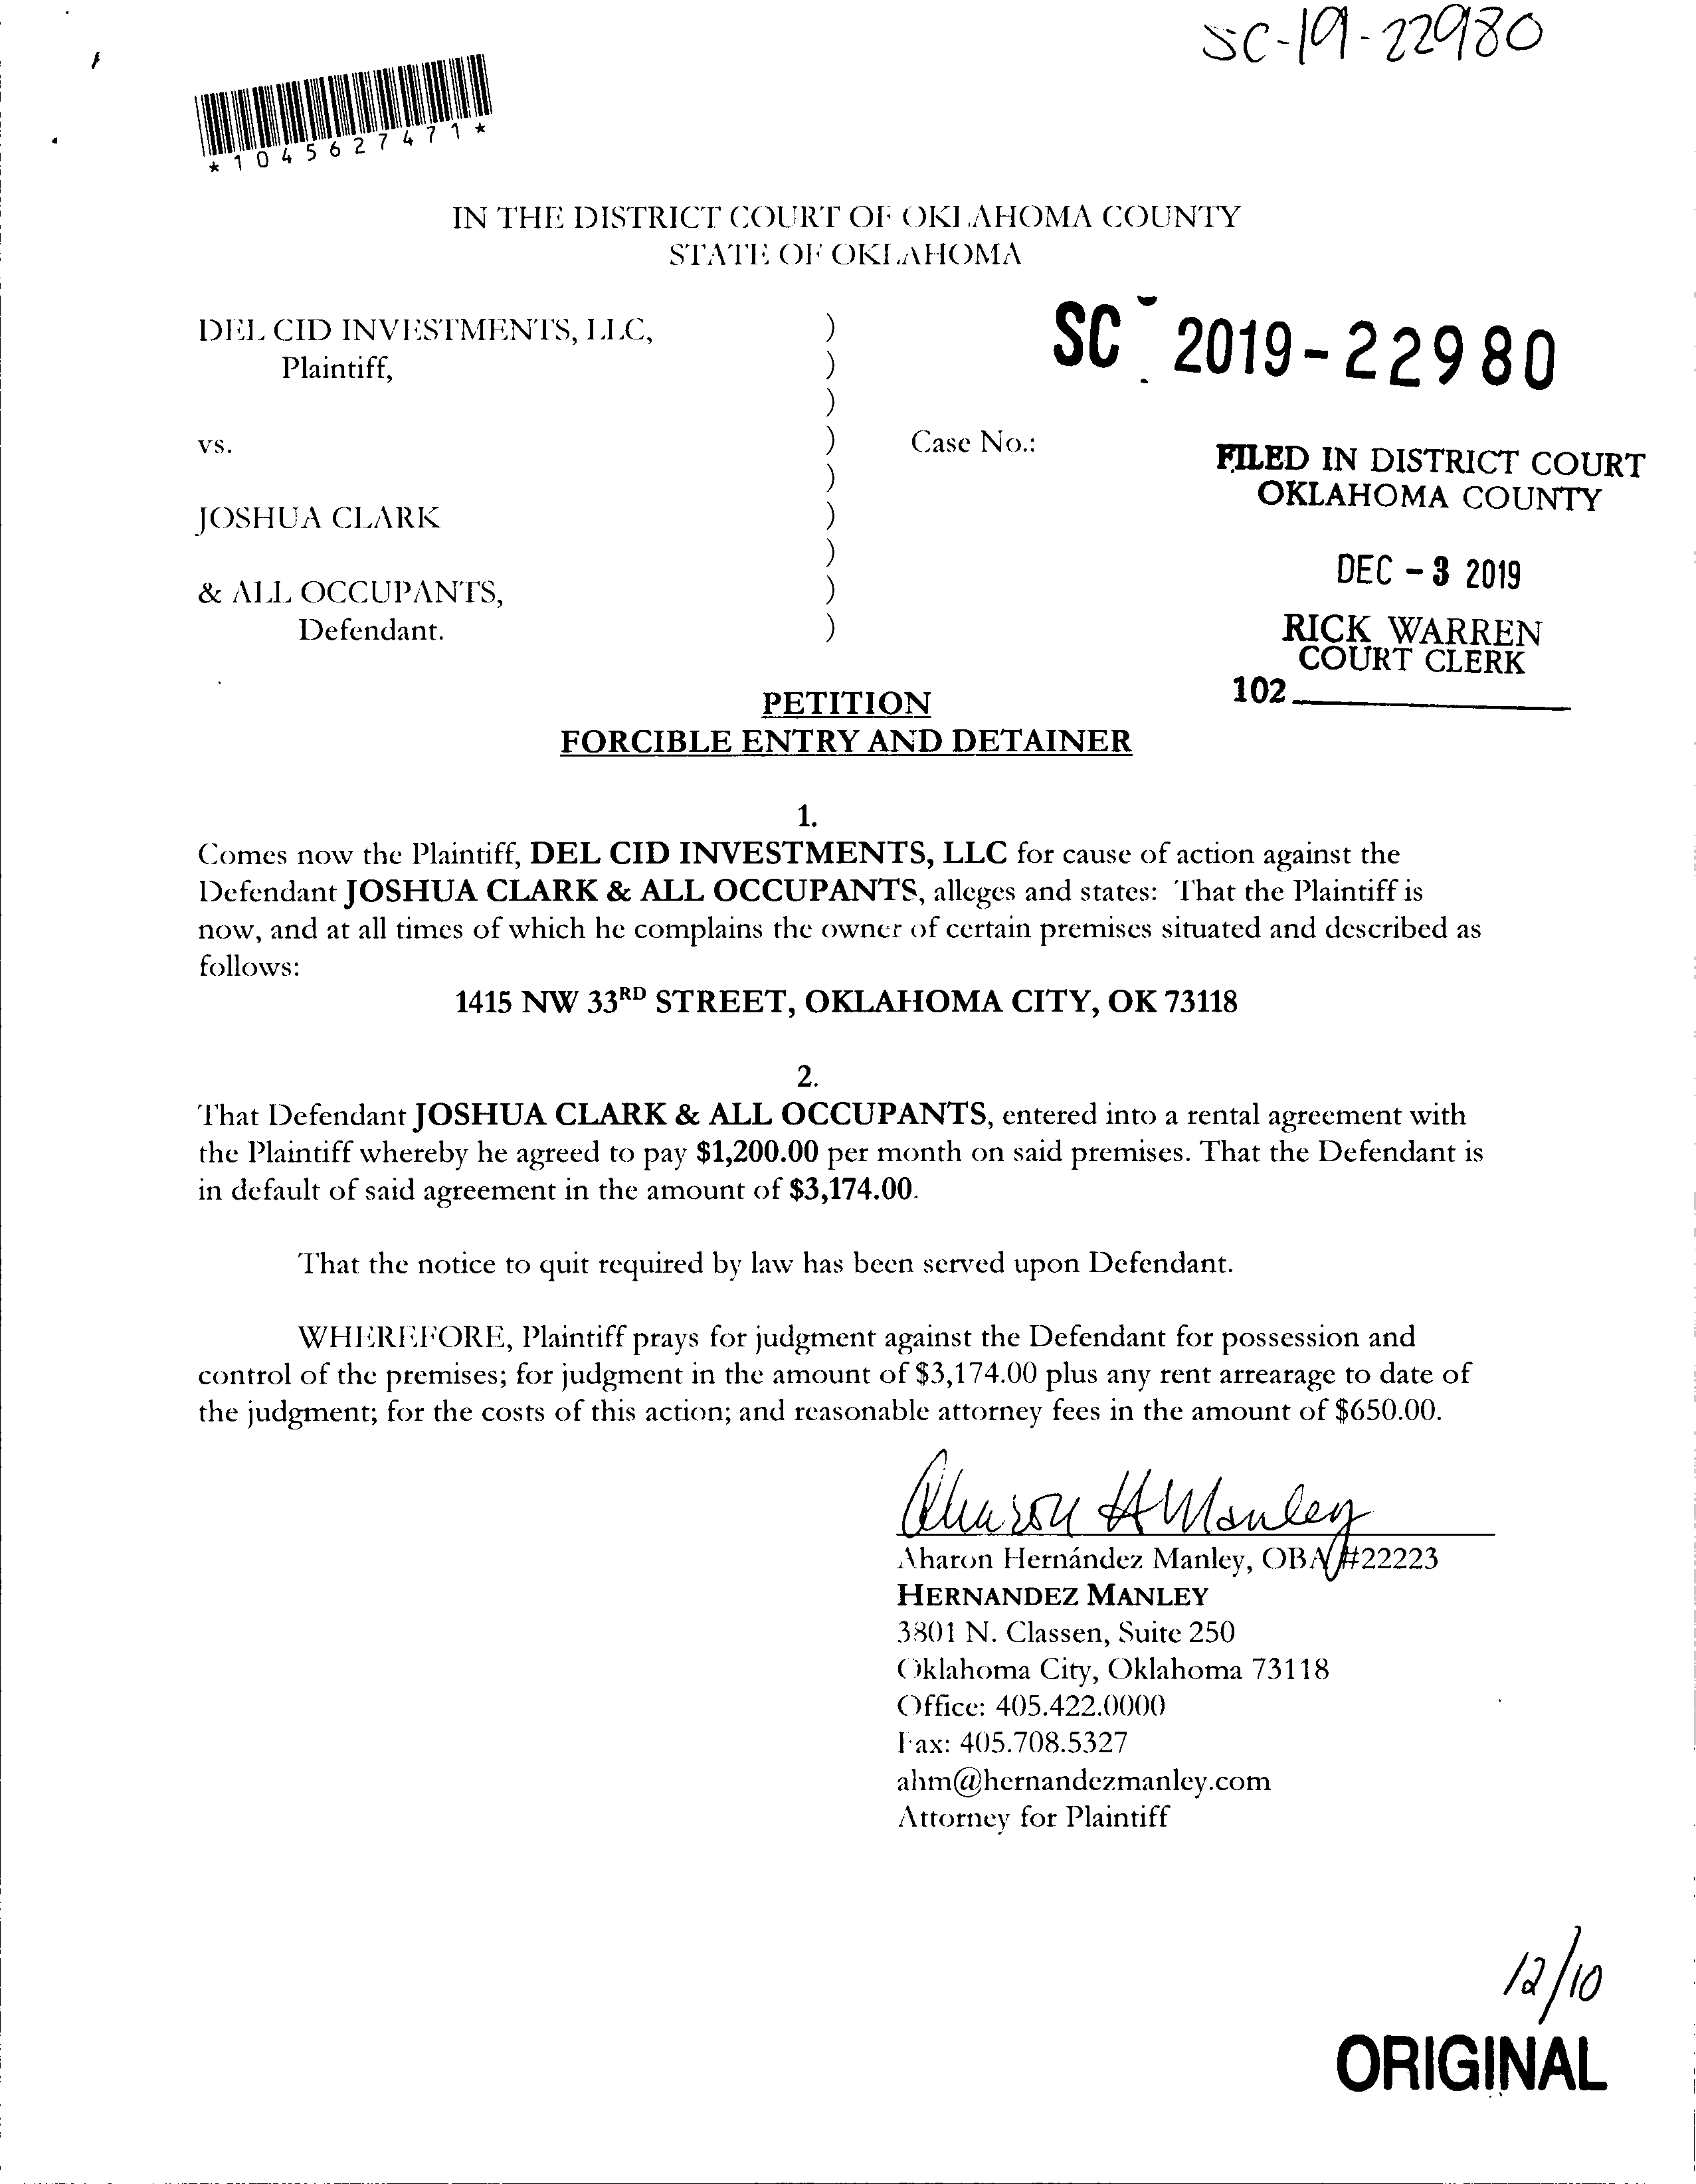 SC-19-22980
*1045627471*
IN THE DISTRICT COURT OF OKLAHOMA COUNTY
STATE OF OKLAHOMA
DEL CID INVESTMENTS, LLC, )
Plaintiff, )
)
SC 2019-22980
vs. ) Case No.:
)
FILED IN DISTRICT COURT
OKLAHOMA COUNTY
JOSHUA CLARK )
)
DEC - 3 2019
& ALL OCCUPANTS, )
Defendant. )
RICK WARREN
COURT CLERK
102
PETITION
FORCIBLE ENTRY AND DETAINER
1.
Comes now the Plaintiff, DEL CID INVESTMENTS, LLC for cause of action against the
Defendant JOSHUA CLARK & ALL OCCUPANTS, alleges and states: That the Plaintiff is
now, and at all times of which he complains the owner of certain premises situated and described as
follows:
1415 NW 33RD STREET, OKLAHOMA CITY, OK 73118
2.
That Defendant JOSHUA CLARK & ALL OCCUPANTS, entered into a rental agreement with
the Plaintiff whereby he agreed to pay $1,200.00 per month on said premises. That the Defendant is
in default of said agreement in the amount of $3,174.00.
That the notice to quit required by law has been served upon Defendant.
WHEREFORE, Plaintiff prays for judgment against the Defendant for possession and
control of the premises; for judgment in the amount of $3,174.00 plus any rent arrearage to date of
the judgment; for the costs of this action; and reasonable attorney fees in the amount of $650.00.
Aharon H Manley
Aharon Hernández Manley, OBA #22223
HERNANDEZ MANLEY
3801 N. Classen, Suite 250
Oklahoma City, Oklahoma 73118
Office: 405.422.0000
Fax: 405.708.5327
ahm@hernandezmanley.com
Attorney for Plaintiff
12/10
ORIGINAL